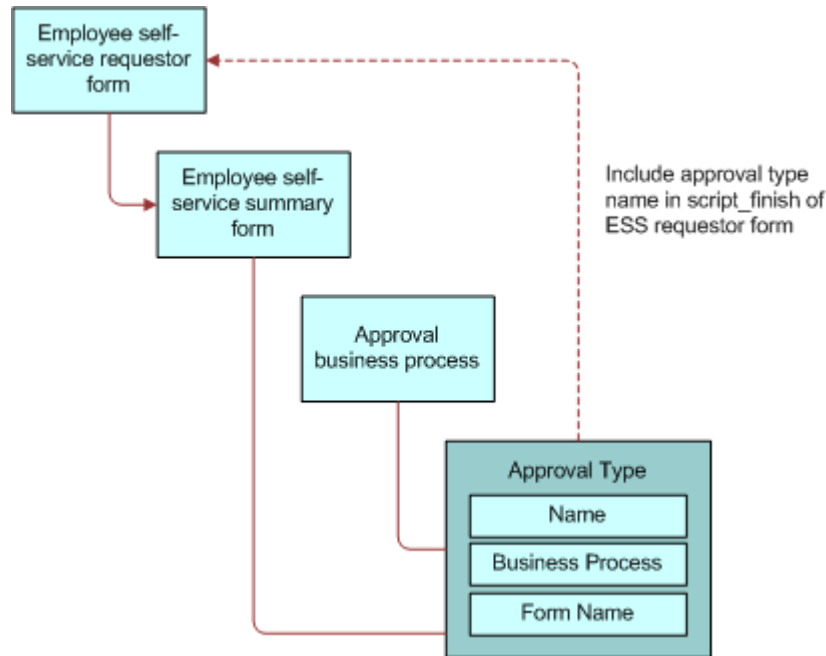 Employee self-
service requestor
form
Employee self-
service summary
form
Include approval type
name in script_finish of
ESS requestor form
Approval
business process
Approval Type
Name
Business Process
Form Name